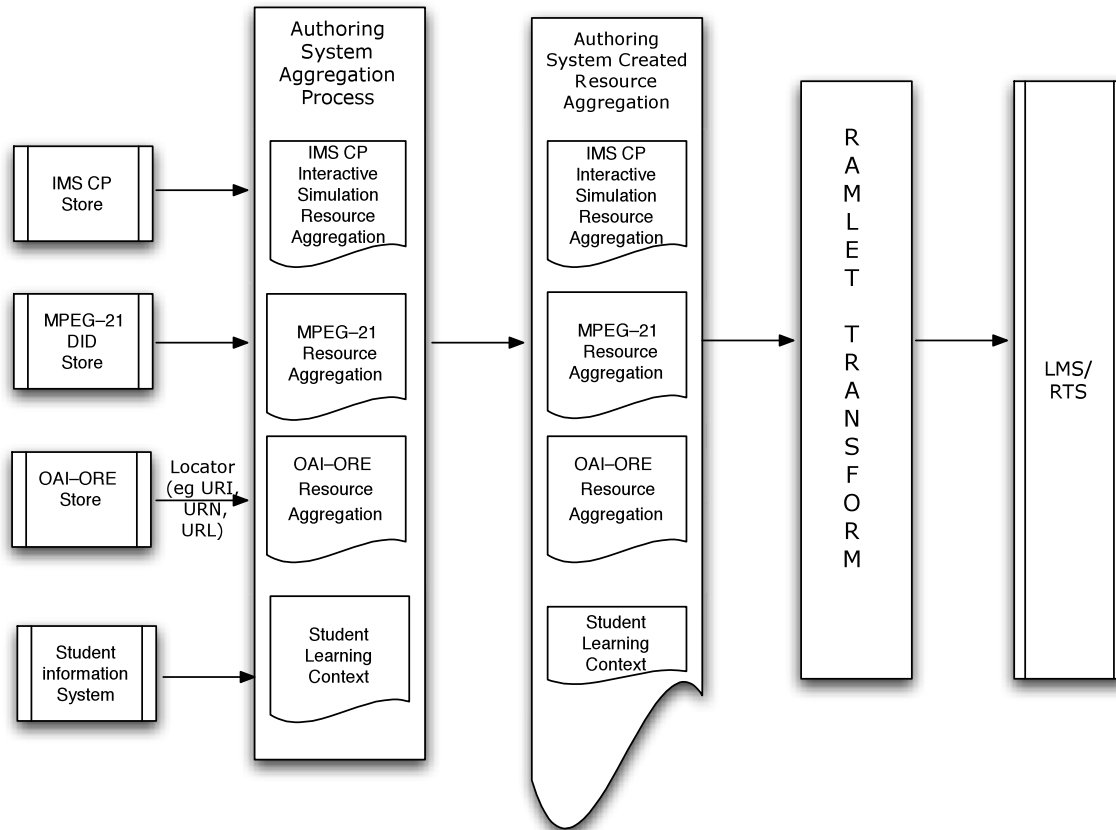 Authoring
System
Aggregation
Process
Authoring
System Created
Resource
Aggregation
IMS CP
Store
IMS CP
Interactive
Simulation
Resource
Aggregation
IMS CP
Interactive
Simulation
Resource
Aggregation
MPEG–21
DID
Store
MPEG–21
Resource
Aggregation
MPEG–21
Resource
Aggregation
OAI–ORE
Store
Locator
(eg URI,
URN,
URL)
OAI–ORE
Resource
Aggregation
OAI–ORE
Resource
Aggregation
Student
information
System
Student
Learning
Context
Student
Learning
Context
R
A
M
L
E
T
T
R
A
N
S
F
O
R
M
LMS/
RTS